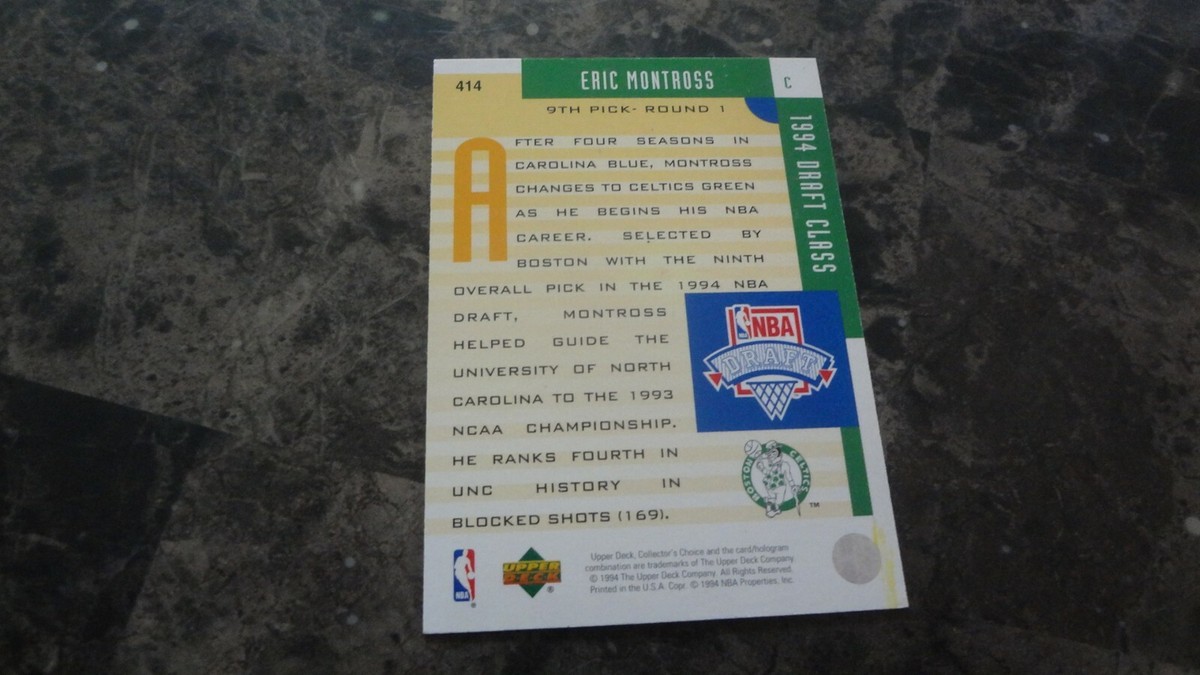 414
ERIC MONTROSS
C
9TH PICK- ROUND 1
1994 DRAFT CLASS
AFTER FOUR SEASONS IN
CAROLINA BLUE, MONTROSS
CHANGES TO CELTICS GREEN
AS HE BEGINS HIS NBA
CAREER. SELECTED BY
BOSTON WITH THE NINTH
OVERALL PICK IN THE 1994 NBA
DRAFT, MONTROSS
HELPED GUIDE THE
UNIVERSITY OF NORTH
CAROLINA TO THE 1993
NCAA CHAMPIONSHIP.
HE RANKS FOURTH IN
UNC HISTORY IN
BLOCKED SHOTS (169).
NBA
DRAFT
BOSTON CELTICS
TM
NBA
®
UPPER
DECK
®
Upper Deck, Collector's Choice and the card/hologram
combination are trademarks of The Upper Deck Company.
© 1994 The Upper Deck Company. All Rights Reserved.
Printed in the U.S.A. Copr. © 1994 NBA Properties, Inc.